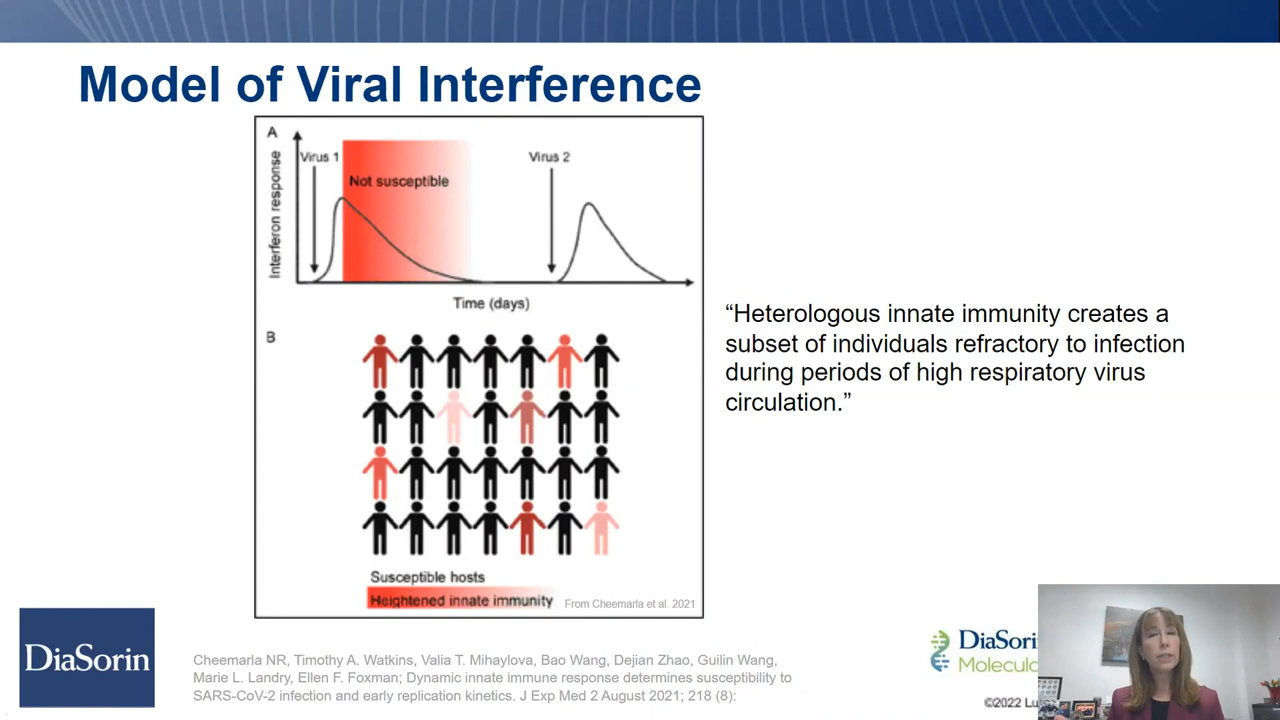 Model of Viral Interference
A
Interferon response
Virus 1
Not susceptible
Virus 2
Time (days)
B
Susceptible hosts
Heightened innate immunity
From Cheemarla et al. 2021
“Heterologous innate immunity creates a
subset of individuals refractory to infection
during periods of high respiratory virus
circulation.”
DiaSorin
Cheemarla NR, Timothy A. Watkins, Valia T. Mihaylova, Bao Wang, Dejian Zhao, Guilin Wang,
Marie L. Landry, Ellen F. Foxman; Dynamic innate immune response determines susceptibility to
SARS-CoV-2 infection and early replication kinetics. J Exp Med 2 August 2021; 218 (8):
DiaSorin
Molecula
©2022 Lu